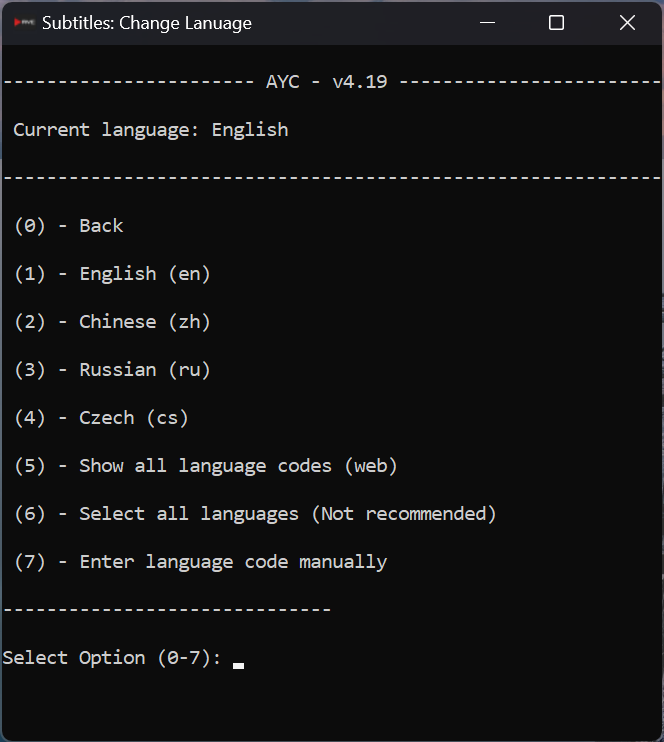 Subtitles: Change Lanuage
----------------------- AYC - v4.19 ------------------------
Current language: English
------------------------------------------------------------
(0) - Back
(1) - English (en)
(2) - Chinese (zh)
(3) - Russian (ru)
(4) - Czech (cs)
(5) - Show all language codes (web)
(6) - Select all languages (Not recommended)
(7) - Enter language code manually
------------------------------
Select Option (0-7):